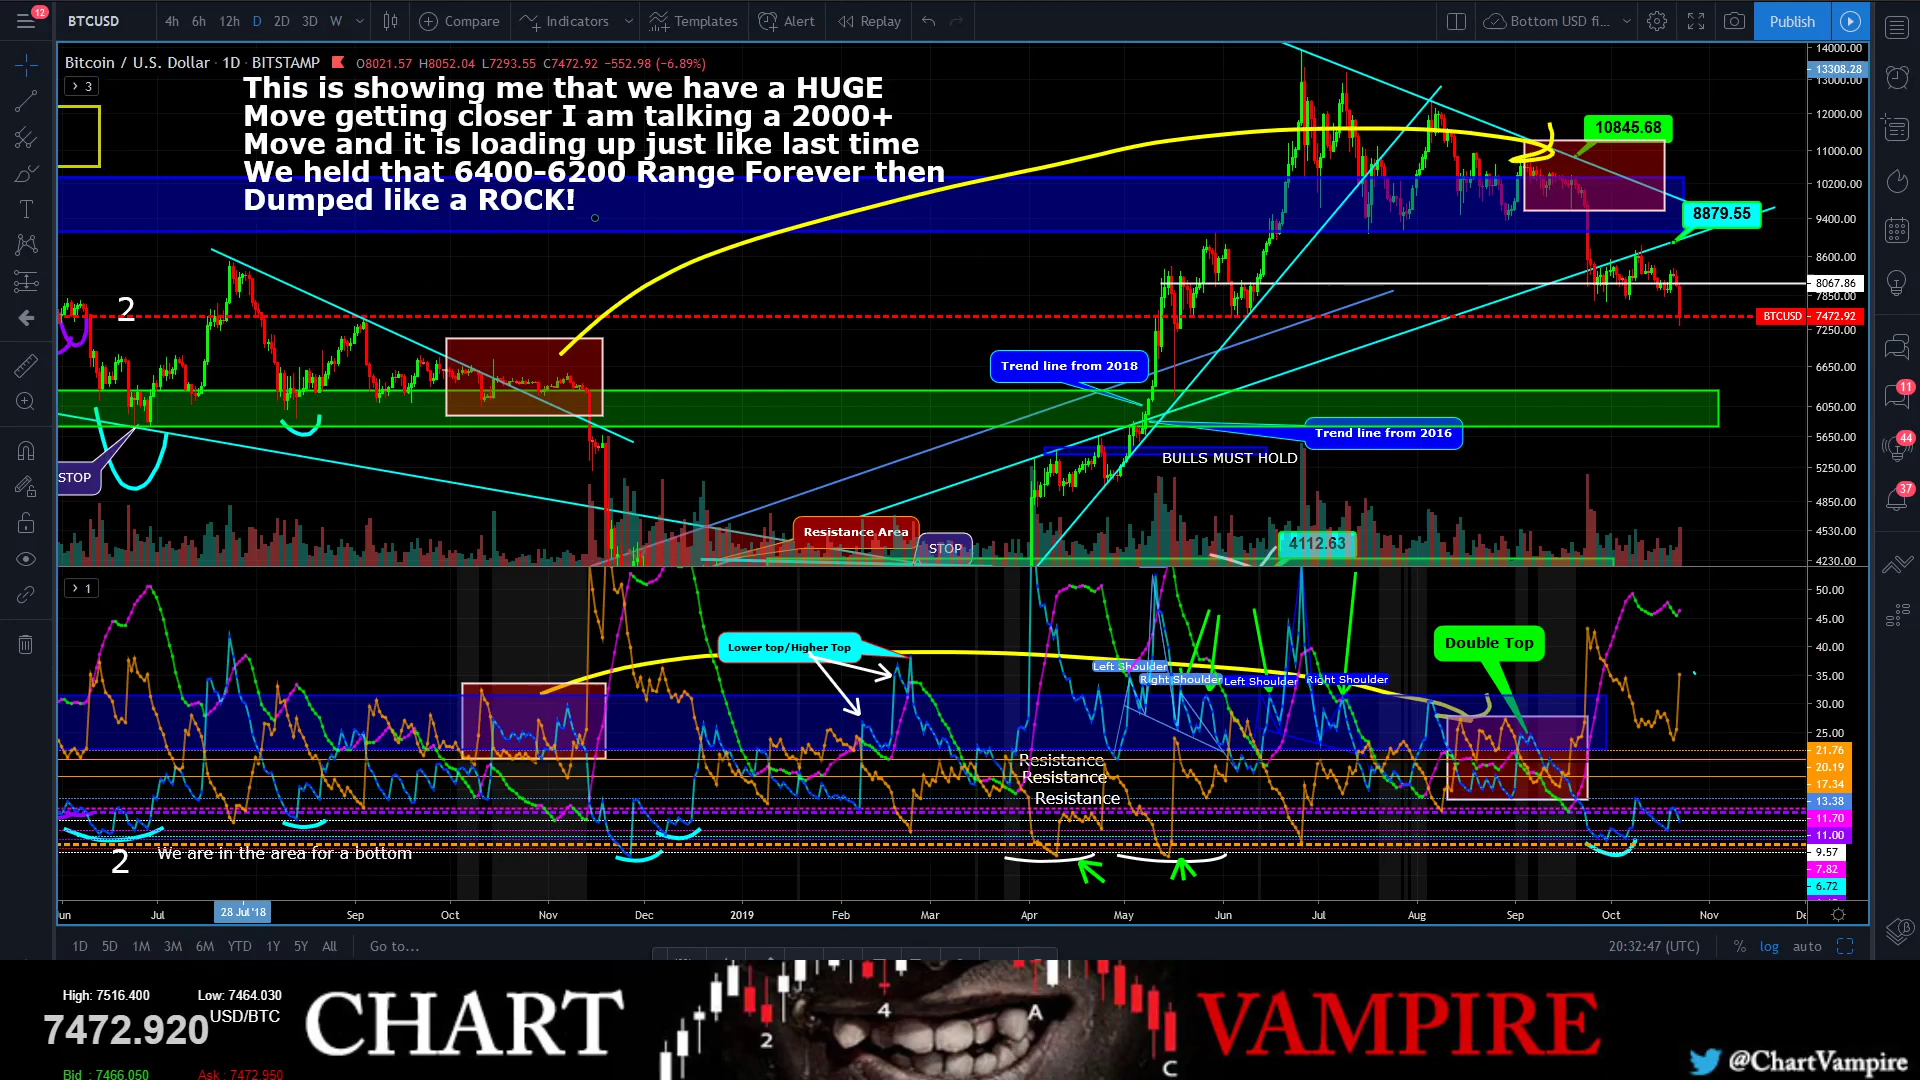 12
BTCUSD
4h 6h 12h D 2D 3D W
Compare
Indicators
Templates
Alert
Replay
Bottom USD fi...
Publish
Bitcoin / U.S. Dollar · 1D · BITSTAMP
O8021.57 H8052.04 L7293.55 C7472.92 −552.98 (−6.89%)
3
This is showing me that we have a HUGE
Move getting closer I am talking a 2000+
Move and it is loading up just like last time
We held that 6400-6200 Range Forever then
Dumped like a ROCK!
10845.68
8879.55
2
Trend line from 2018
Trend line from 2016
BULLS MUST HOLD
STOP
Resistance Area
STOP
4112.63
14000.00
13308.28
13000.00
12000.00
11000.00
10200.00
9400.00
8600.00
8067.86
7850.00
BTCUSD 7472.92
7250.00
6650.00
6050.00
5650.00
5250.00
4850.00
4530.00
4230.00
11
44
37
1
Lower top/Higher Top
Left Shoulder
Right Shoulder
Left Shoulder
Right Shoulder
Double Top
Resistance
Resistance
Resistance
2
We are in the area for a bottom
50.00
45.00
40.00
35.00
30.00
25.00
21.76
20.19
17.34
13.38
11.70
11.00
9.57
7.82
6.72
Jul
28 Jul '18
Sep
Oct
Nov
Dec
2019
Feb
Mar
Apr
May
Jun
Jul
Aug
Sep
Oct
Nov
1D 5D 1M 3M 6M YTD 1Y 5Y All
Go to...
20:32:47 (UTC)
% log auto
High: 7516.400 Low: 7464.030
7472.920 USD/BTC
Bid : 7466.050 Ask : 7472.950
CHART VAMPIRE
2
4
A
C
@ChartVampire